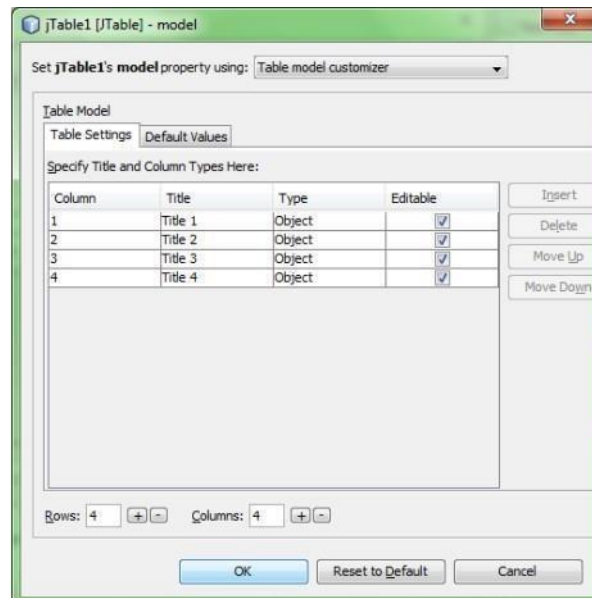 jTable1 [JTable] - model
Set jTable1's model property using: Table model customizer
Table Model
Table Settings Default Values
Specify Title and Column Types Here:
Column Title Type Editable
1 Title 1 Object
2 Title 2 Object
3 Title 3 Object
4 Title 4 Object
Insert
Delete
Move Up
Move Down
Rows: 4 + - Columns: 4 + -
OK Reset to Default Cancel